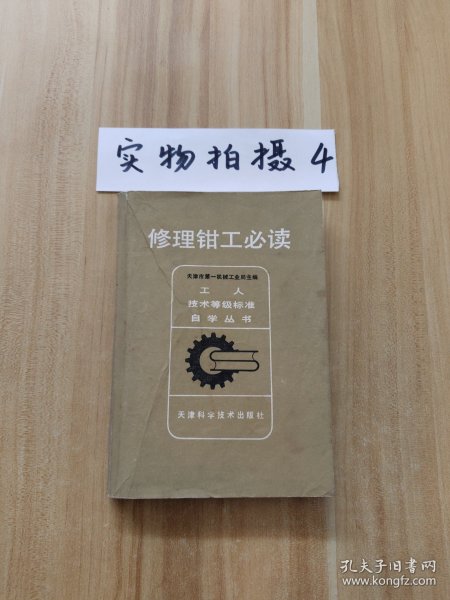 实物拍摄4
修理钳工必读
天津市第一机械工业局主编
工人
技术等级标准
自学丛书
天津科学技术出版社
孔夫子旧书网
www.kongfz.com